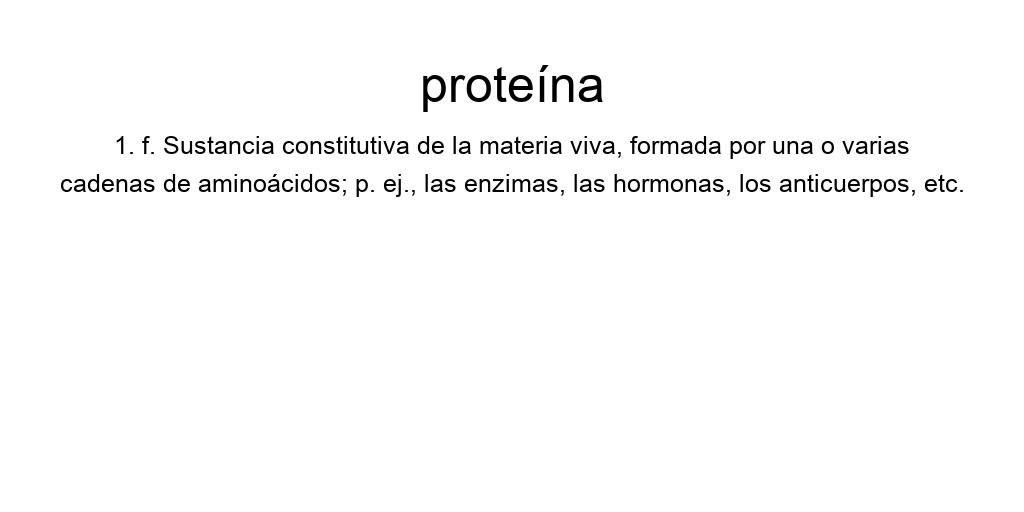 proteína
1. f. Sustancia constitutiva de la materia viva, formada por una o varias
cadenas de aminoácidos; p. ej., las enzimas, las hormonas, los anticuerpos, etc.